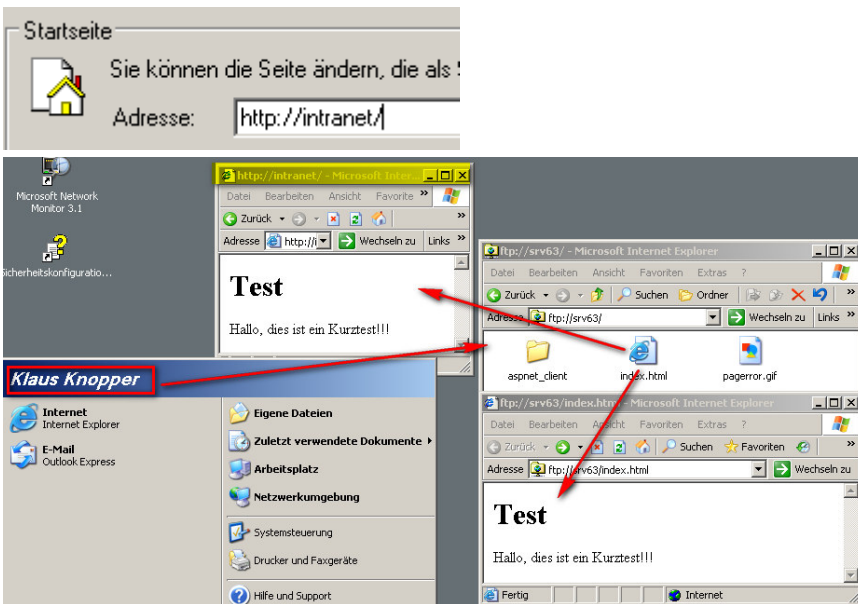 Startseite
Sie können die Seite ändern, die als
Adresse: http://intranet/
Microsoft Network
Monitor 3.1
Sicherheitskonfiguratio...
http://intranet/ - Microsoft Inter...
Datei Bearbeiten Ansicht Favorite »
Zurück »
Adresse http://i Wechseln zu Links »
Test
Hallo, dies ist ein Kurztest!!!
ftp://srv63/ - Microsoft Internet Explorer
Datei Bearbeiten Ansicht Favoriten Extras ?
Zurück Suchen Ordner »
Adresse ftp://srv63/ Wechseln zu Links »
aspnet_client index.html pagerror.gif
Klaus Knopper
Internet
Internet Explorer
E-Mail
Outlook Express
Eigene Dateien
Zuletzt verwendete Dokumente
Arbeitsplatz
Netzwerkumgebung
Systemsteuerung
Drucker und Faxgeräte
Hilfe und Support
ftp://srv63/index.html - Microsoft Internet Explorer
Datei Bearbeiten Ansicht Favoriten Extras ?
Zurück Suchen Favoriten »
Adresse ftp://srv63/index.html Wechseln zu
Test
Hallo, dies ist ein Kurztest!!!
Fertig Internet